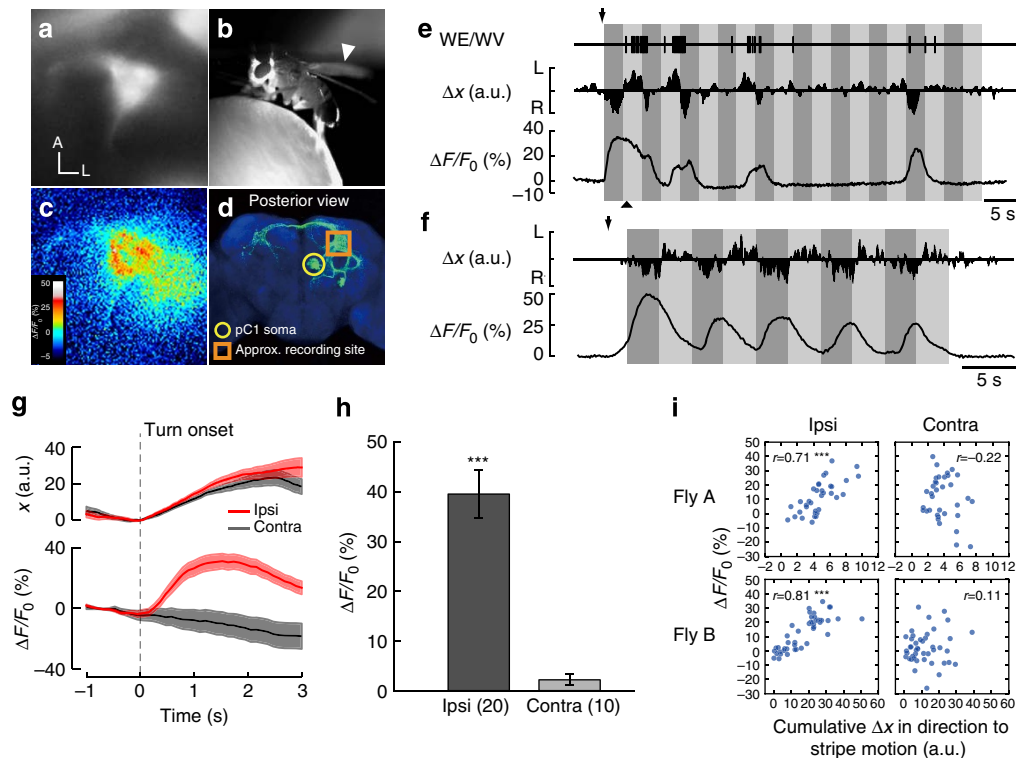 a
b
A
L
c
50
30
0
−5
ΔF/F0 (%)
d
Posterior view
pC1 soma
Approx. recording site
e
WE/WV
Δx (a.u.)
L
R
ΔF/F0 (%)
40
20
0
−10
5 s
f
Δx (a.u.)
L
R
ΔF/F0 (%)
50
25
0
5 s
g
Turn onset
x (a.u.)
40
20
0
Ipsi
Contra
ΔF/F0 (%)
40
0
−40
−1 0 1 2 3
Time (s)
h
ΔF/F0 (%)
50
40
30
20
10
0
***
Ipsi (20) Contra (10)
i
Ipsi Contra
Fly A
50
40
30
20
10
0
−10
−20
−30
r=0.71 ***
r=−0.22
0 2 4 6 8 10 12 0 2 4 6 8 10 12
ΔF/F0 (%)
Fly B
50
40
30
20
10
0
−10
−20
−30
r=0.81 ***
r=0.11
0 10 20 30 40 50 60 0 10 20 30 40 50 60
Cumulative Δx in direction to
stripe motion (a.u.)